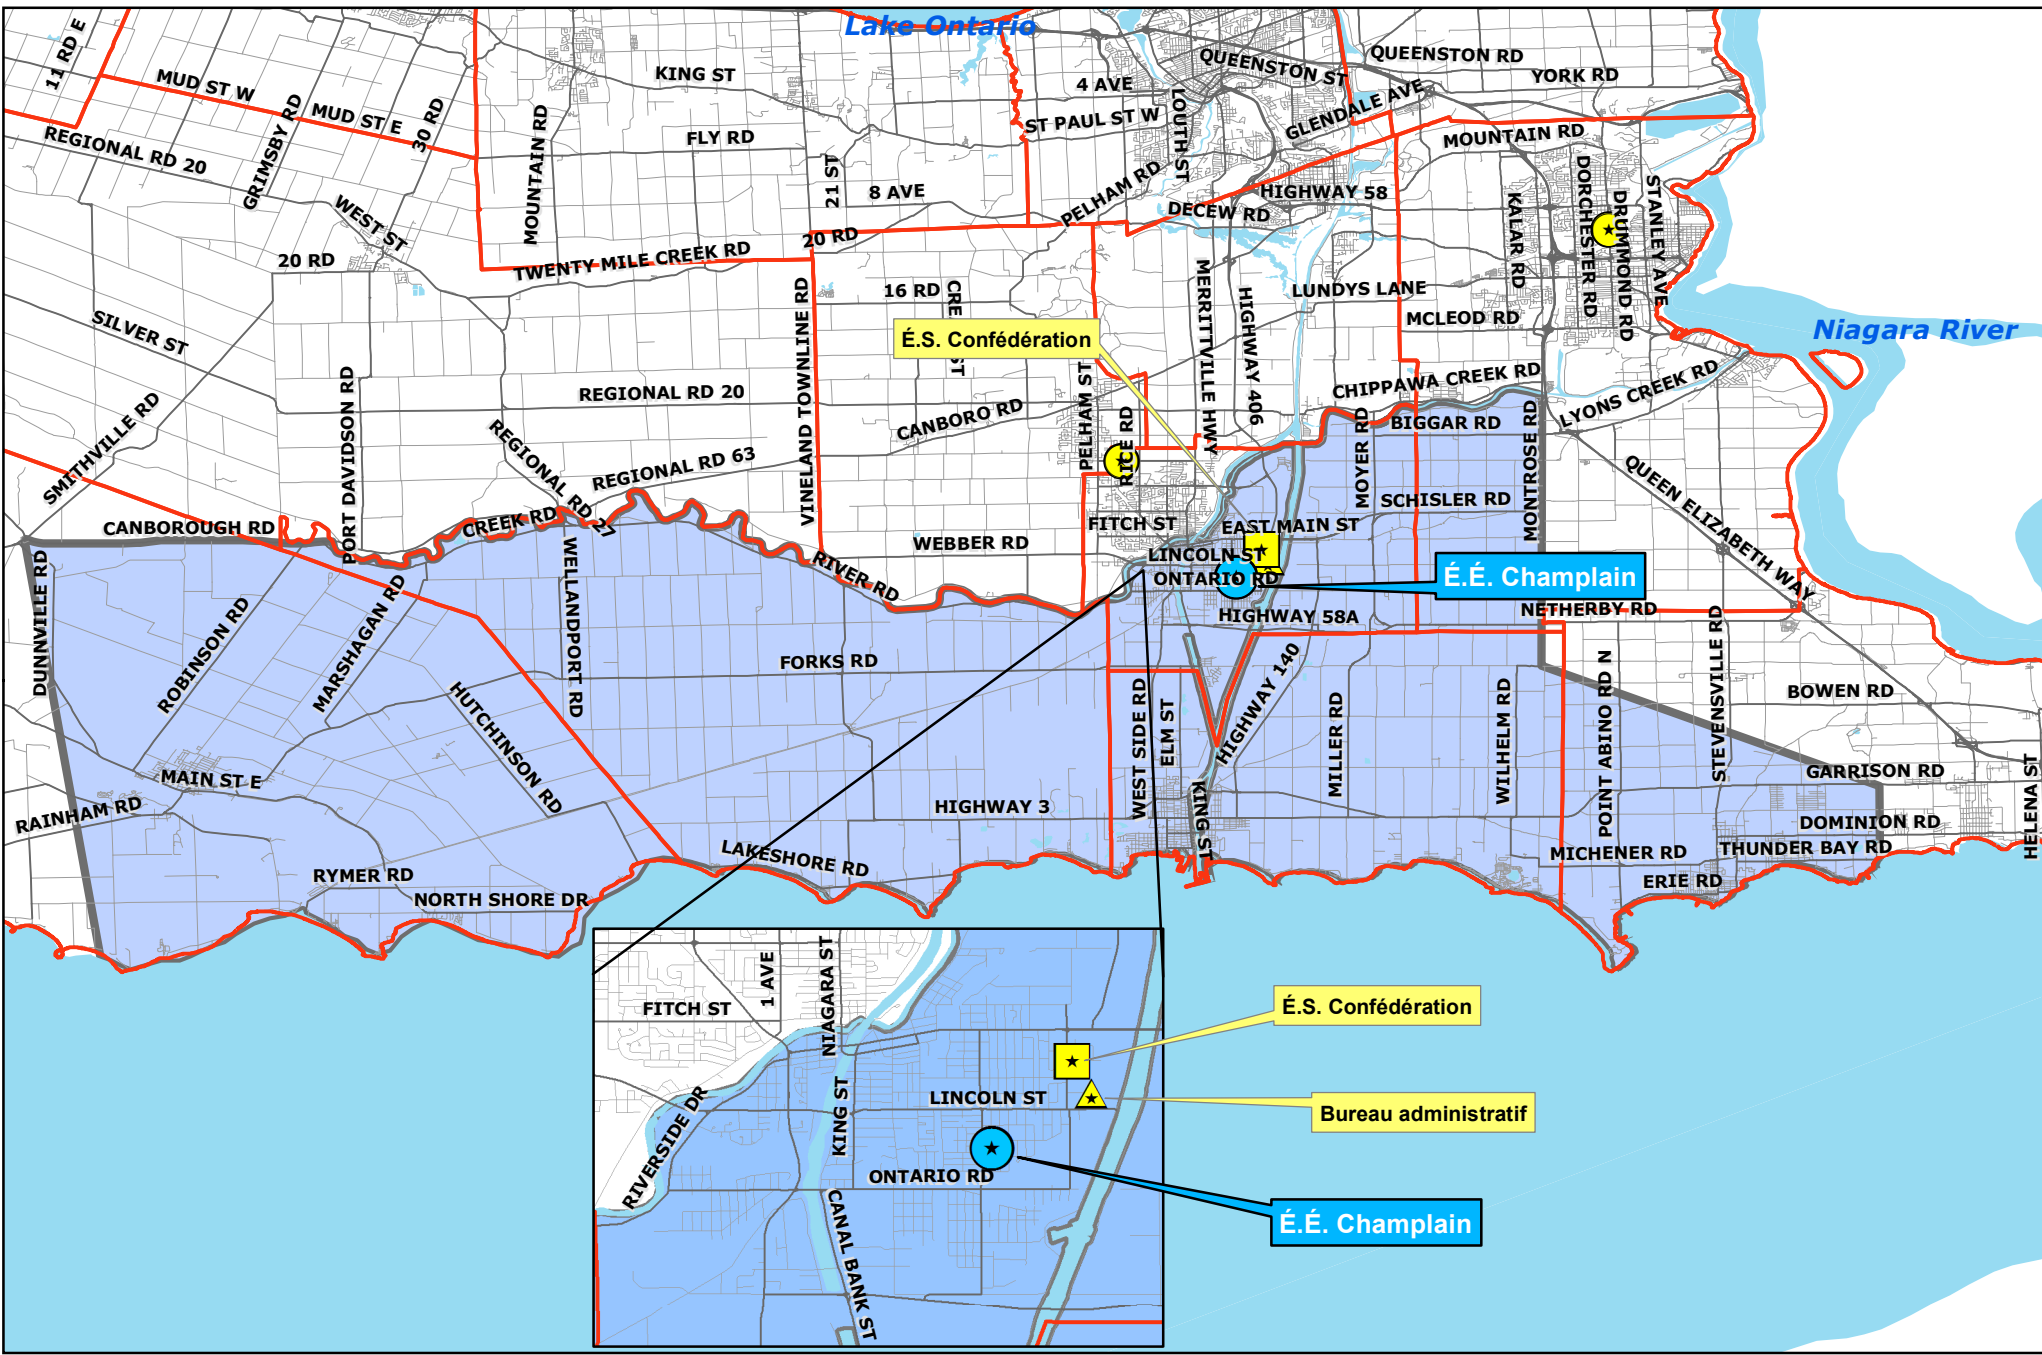 Lake Ontario
11 RD E
MUD ST W
MUD ST E
GRIMSBY RD
30 RD
REGIONAL RD 20
WEST ST
20 RD
SILVER ST
SMITHVILLE RD
PORT DAVIDSON RD
KING ST
MOUNTAIN RD
FLY RD
21 ST
8 AVE
TWENTY MILE CREEK RD
20 RD
VINELAND TOWNLINE RD
16 RD
REGIONAL RD 20
CANBORO RD
REGIONAL RD 63
REGIONAL RD 27
4 AVE
ST PAUL ST W
LOUTH ST
PELHAM RD
QUEENSTON ST
GLENDALE AVE
QUEENSTON RD
YORK RD
MOUNTAIN RD
HIGHWAY 58
DECEW RD
MERRITTVILLE HWY
HIGHWAY 406
LUNDYS LANE
MCLEOD RD
KALAR RD
DORCHESTER RD
DRUMMOND RD
STANLEY AVE
Niagara River
É.S. Confédération
CHIPPAWA CREEK RD
LYONS CREEK RD
BIGGAR RD
MOYER RD
SCHISLER RD
MONTROSE RD
QUEEN ELIZABETH WAY
PELHAM ST
RICE RD
FITCH ST
EAST MAIN ST
LINCOLN ST
ONTARIO RD
É.É. Champlain
HIGHWAY 58A
NETHERBY RD
WEBBER RD
RIVER RD
CANBOROUGH RD
CREEK RD
DUNNVILLE RD
ROBINSON RD
MARSHAGAN RD
HUTCHINSON RD
WELLANDPORT RD
FORKS RD
HIGHWAY 3
MAIN ST E
RAINHAM RD
RYMER RD
NORTH SHORE DR
LAKESHORE RD
WEST SIDE RD
ELM ST
KING ST
HIGHWAY 140
MILLER RD
WILHELM RD
POINT ABINO RD N
STEVENSVILLE RD
BOWEN RD
GARRISON RD
DOMINION RD
THUNDER BAY RD
MICHENER RD
ERIE RD
HELENA ST
FITCH ST
1 AVE
NIAGARA ST
KING ST
LINCOLN ST
RIVERSIDE DR
ONTARIO RD
CANAL BANK ST
É.S. Confédération
Bureau administratif
É.É. Champlain